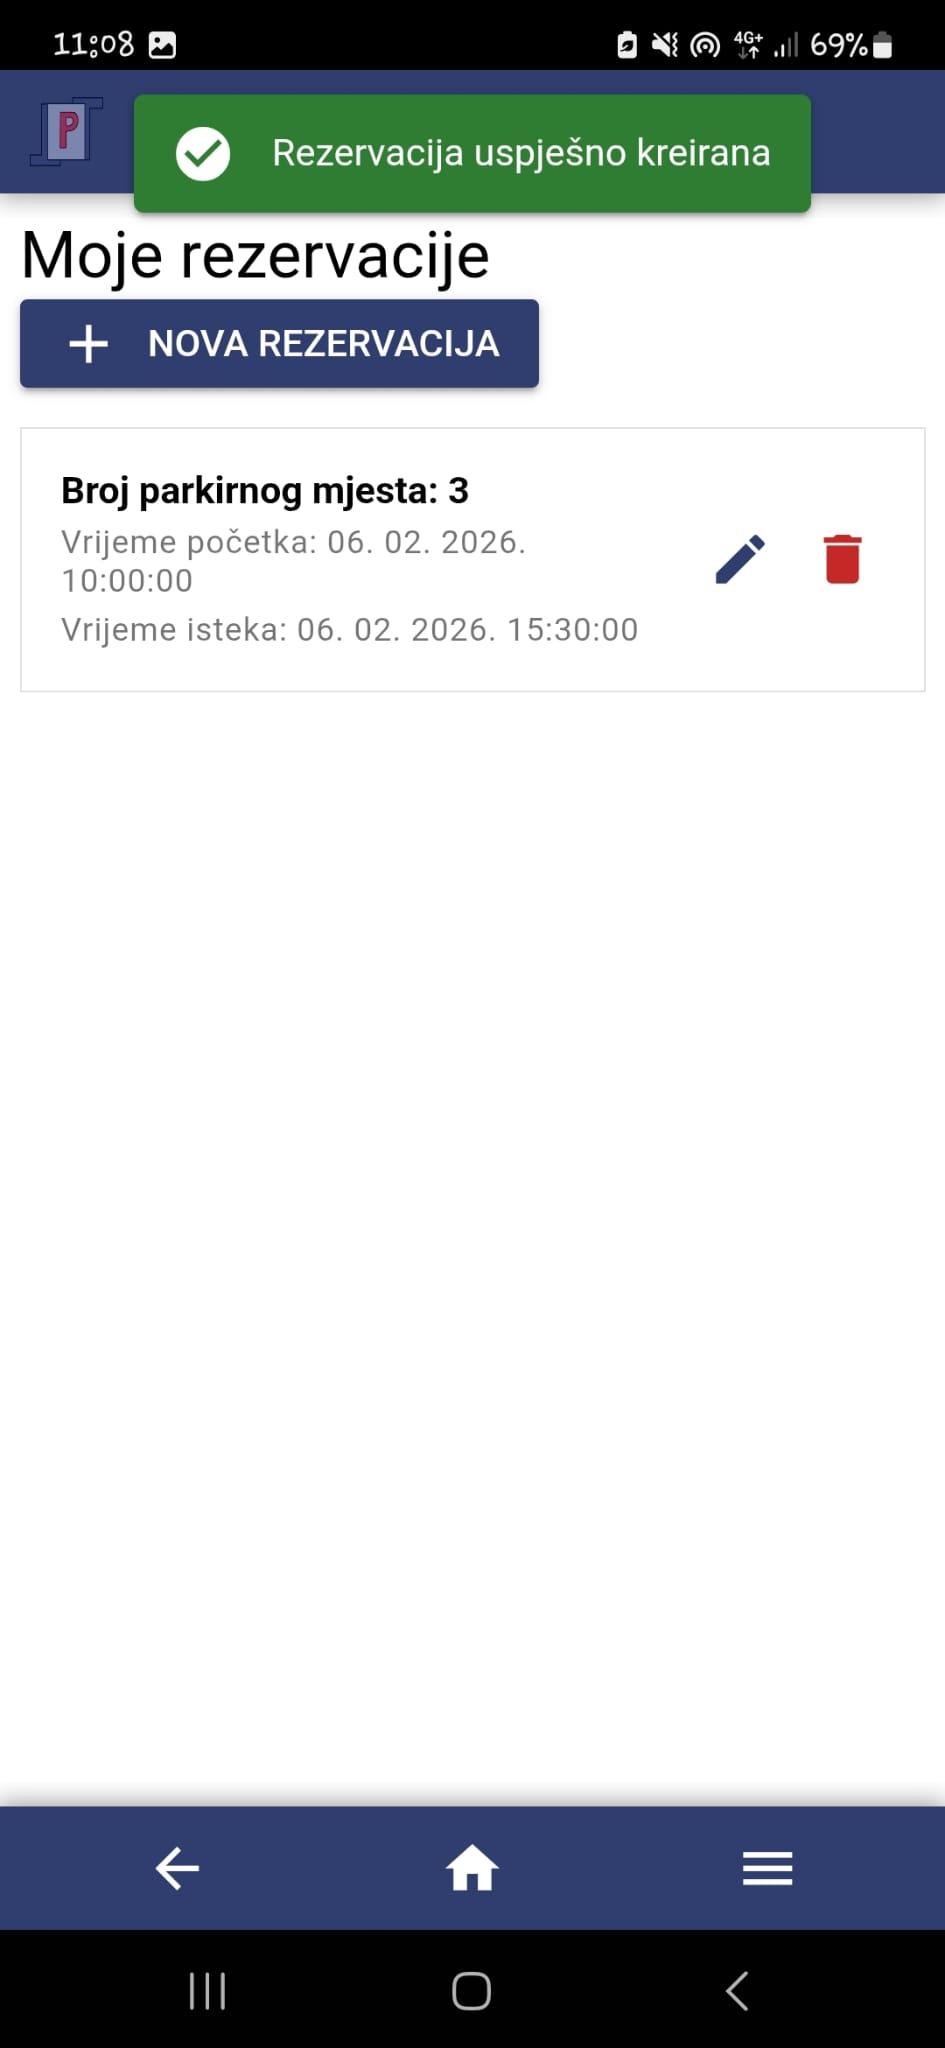 11:08
4G+
69%
P
Rezervacija uspješno kreirana
Moje rezervacije
NOVA REZERVACIJA
Broj parkirnog mjesta: 3
Vrijeme početka: 06. 02. 2026.
10:00:00
Vrijeme isteka: 06. 02. 2026. 15:30:00